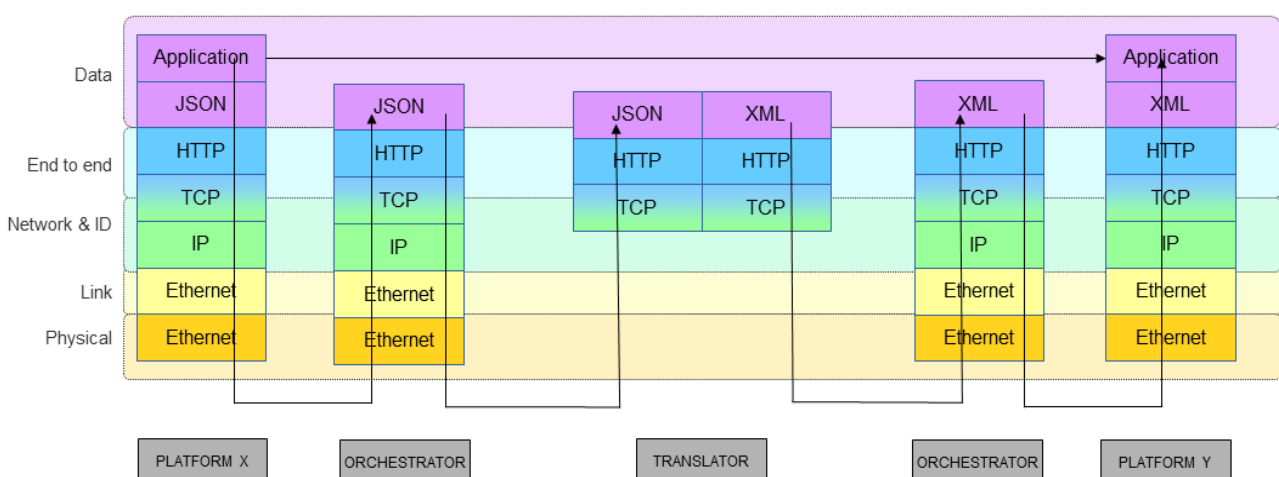 Data
Application
JSON
JSON
JSON
XML
XML
Application
XML
End to end
HTTP
HTTP
HTTP
HTTP
HTTP
HTTP
Network & ID
TCP
TCP
TCP
TCP
TCP
TCP
IP
IP
IP
IP
Link
Ethernet
Ethernet
Ethernet
Ethernet
Physical
Ethernet
Ethernet
Ethernet
Ethernet
PLATFORM X
ORCHESTRATOR
TRANSLATOR
ORCHESTRATOR
PLATFORM Y